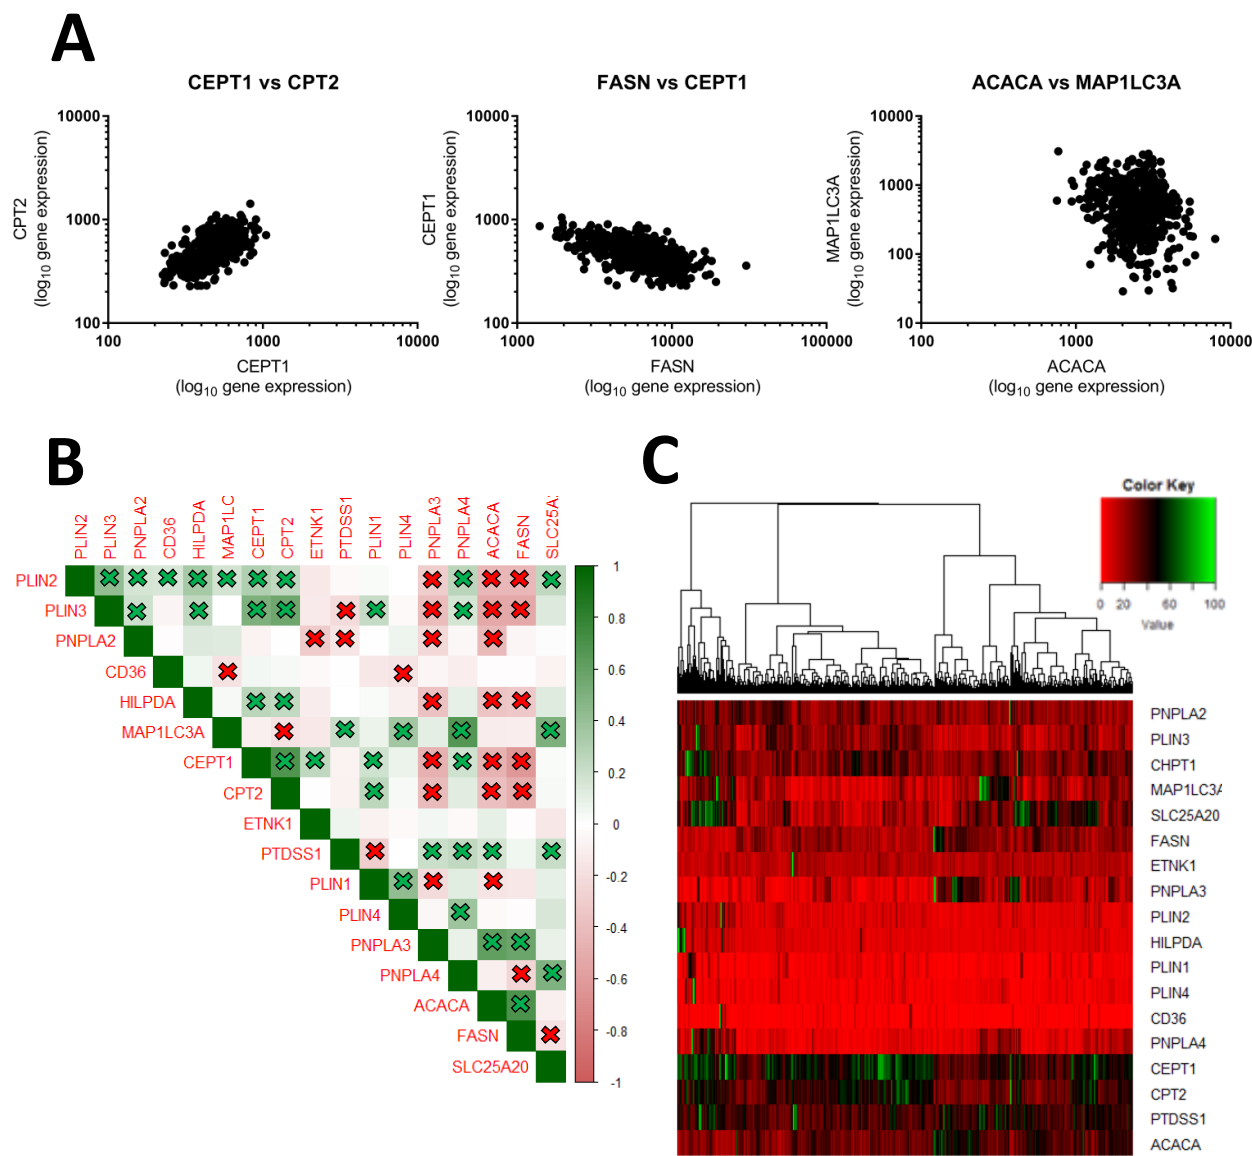 A
CEPT1 vs CPT2
FASN vs CEPT1
ACACA vs MAP1LC3A
10000
1000
100
CPT2
(log10 gene expression)
100
1000
10000
CEPT1
(log10 gene expression)
10000
1000
100
CEPT1
(log10 gene expression)
1000
10000
100000
FASN
(log10 gene expression)
10000
1000
100
10
MAP1LC3A
(log10 gene expression)
100
1000
10000
ACACA
(log10 gene expression)
B
PLIN2
PLIN3
PNPLA2
CD36
HILPDA
MAP1LC
CEPT1
CPT2
ETNK1
PTDSS1
PLIN1
PLIN4
PNPLA3
PNPLA4
ACACA
FASN
SLC25A
PLIN2
PLIN3
PNPLA2
CD36
HILPDA
MAP1LC3A
CEPT1
CPT2
ETNK1
PTDSS1
PLIN1
PLIN4
PNPLA3
PNPLA4
ACACA
FASN
SLC25A20
1
0.8
0.6
0.4
0.2
0
-0.2
-0.4
-0.6
-0.8
-1
C
Color Key
0 20 60 100
Value
PNPLA2
PLIN3
CHPT1
MAP1LC3A
SLC25A20
FASN
ETNK1
PNPLA3
PLIN2
HILPDA
PLIN1
PLIN4
CD36
PNPLA4
CEPT1
CPT2
PTDSS1
ACACA